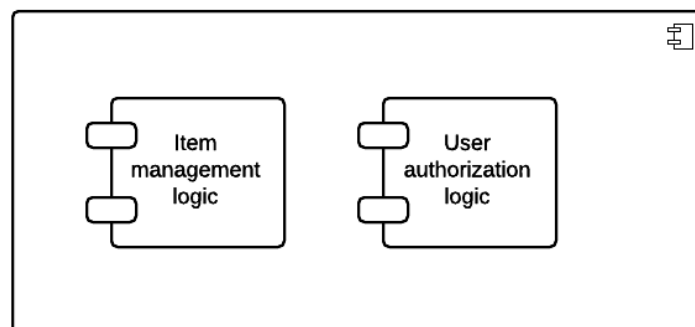 Item
management
logic
User
authorization
logic